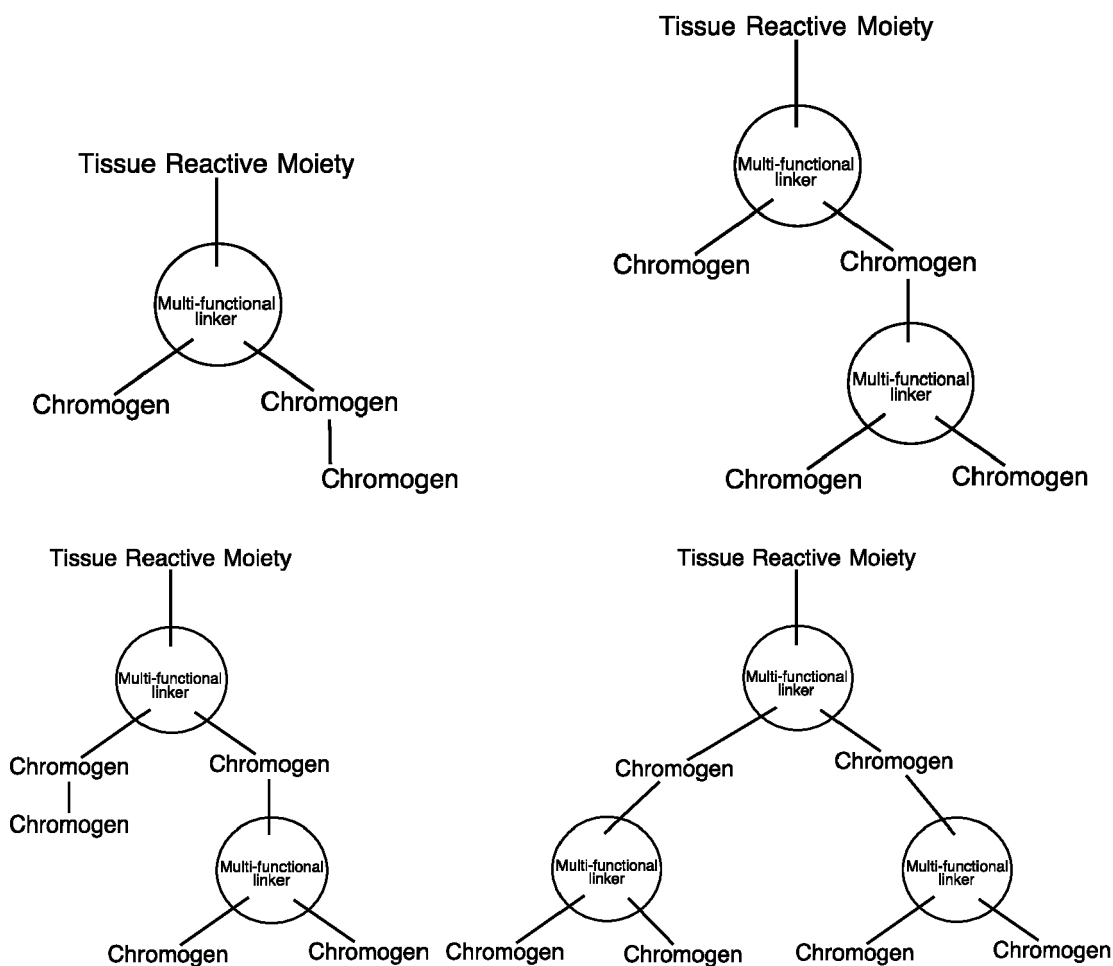 Tissue Reactive Moiety
Multi-functional
linker
Chromogen
Chromogen
Chromogen
Tissue Reactive Moiety
Multi-functional
linker
Chromogen
Chromogen
Multi-functional
linker
Chromogen
Chromogen
Tissue Reactive Moiety
Multi-functional
linker
Chromogen
Chromogen
Chromogen
Multi-functional
linker
Chromogen
Chromogen
Tissue Reactive Moiety
Multi-functional
linker
Chromogen
Chromogen
Multi-functional
linker
Multi-functional
linker
Chromogen
Chromogen
Chromogen
Chromogen